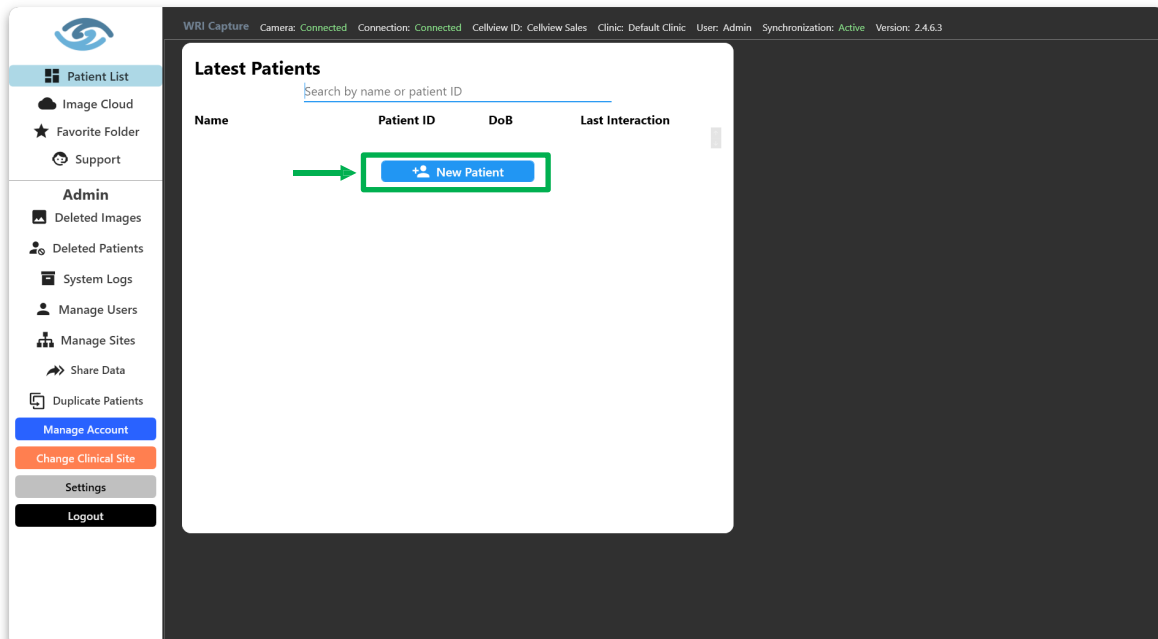 WRI Capture Camera: Connected Connection: Connected Cellview ID: Cellview Sales Clinic: Default Clinic User: Admin Synchronization: Active Version: 2.4.6.3
Patient List
Image Cloud
Favorite Folder
Support
Admin
Deleted Images
Deleted Patients
System Logs
Manage Users
Manage Sites
Share Data
Duplicate Patients
Manage Account
Change Clinical Site
Settings
Logout
Latest Patients
Search by name or patient ID
Name Patient ID DoB Last Interaction
New Patient